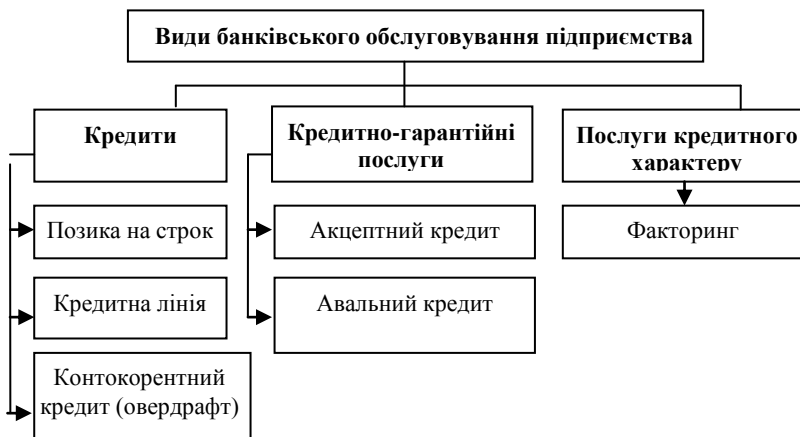 Види банківського обслуговування підприємства
Кредити
Кредитно-гарантійні
послуги
Послуги кредитного
характеру
Позика на строк
Акцептний кредит
Факторинг
Кредитна лінія
Авальний кредит
Контокорентний
кредит (овердрафт)